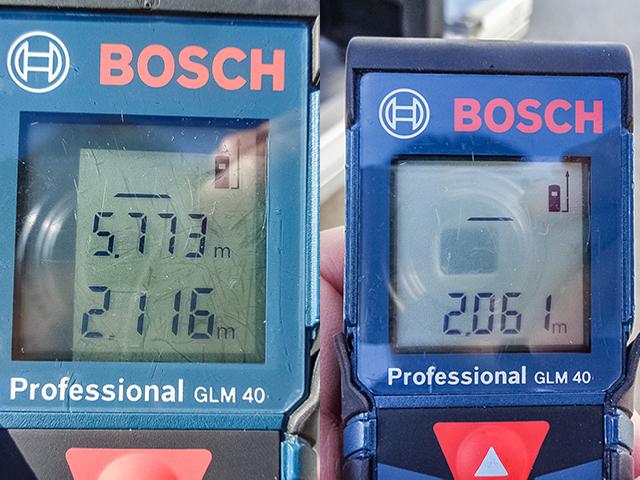 BOSCH
5.773 m
2.116 m
Professional GLM 40
BOSCH
2.061 m
Professional GLM 40